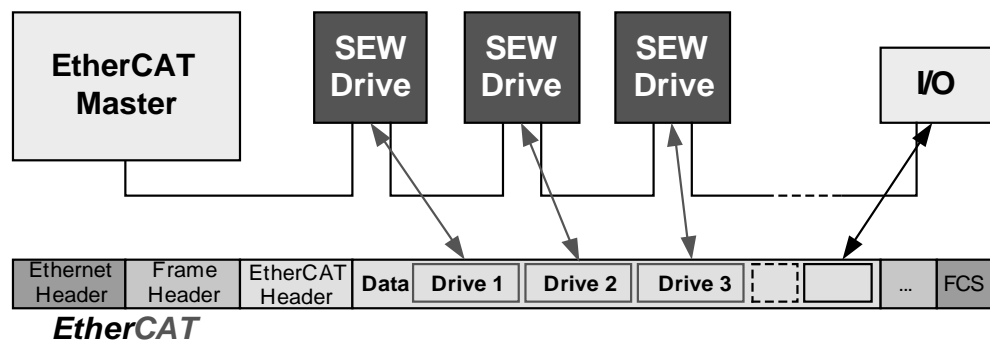 EtherCAT
Master
SEW
Drive
SEW
Drive
SEW
Drive
I/O
Ethernet
Header
Frame
Header
EtherCAT
Header
Data
Drive 1
Drive 2
Drive 3
...
FCS
EtherCAT